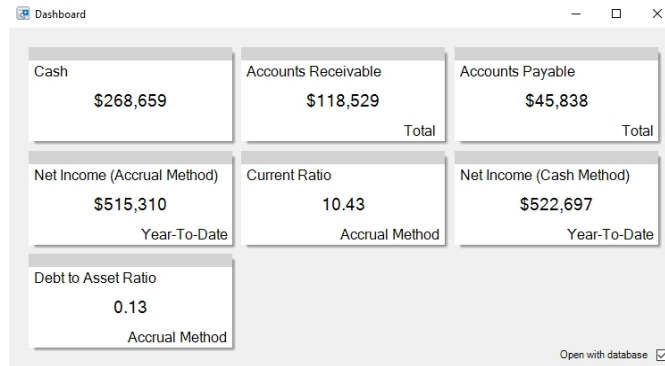 Dashboard
Cash
$268,659
Accounts Receivable
$118,529
Total
Accounts Payable
$45,838
Total
Net Income (Accrual Method)
$515,310
Year-To-Date
Current Ratio
10.43
Accrual Method
Net Income (Cash Method)
$522,697
Year-To-Date
Debt to Asset Ratio
0.13
Accrual Method
Open with database